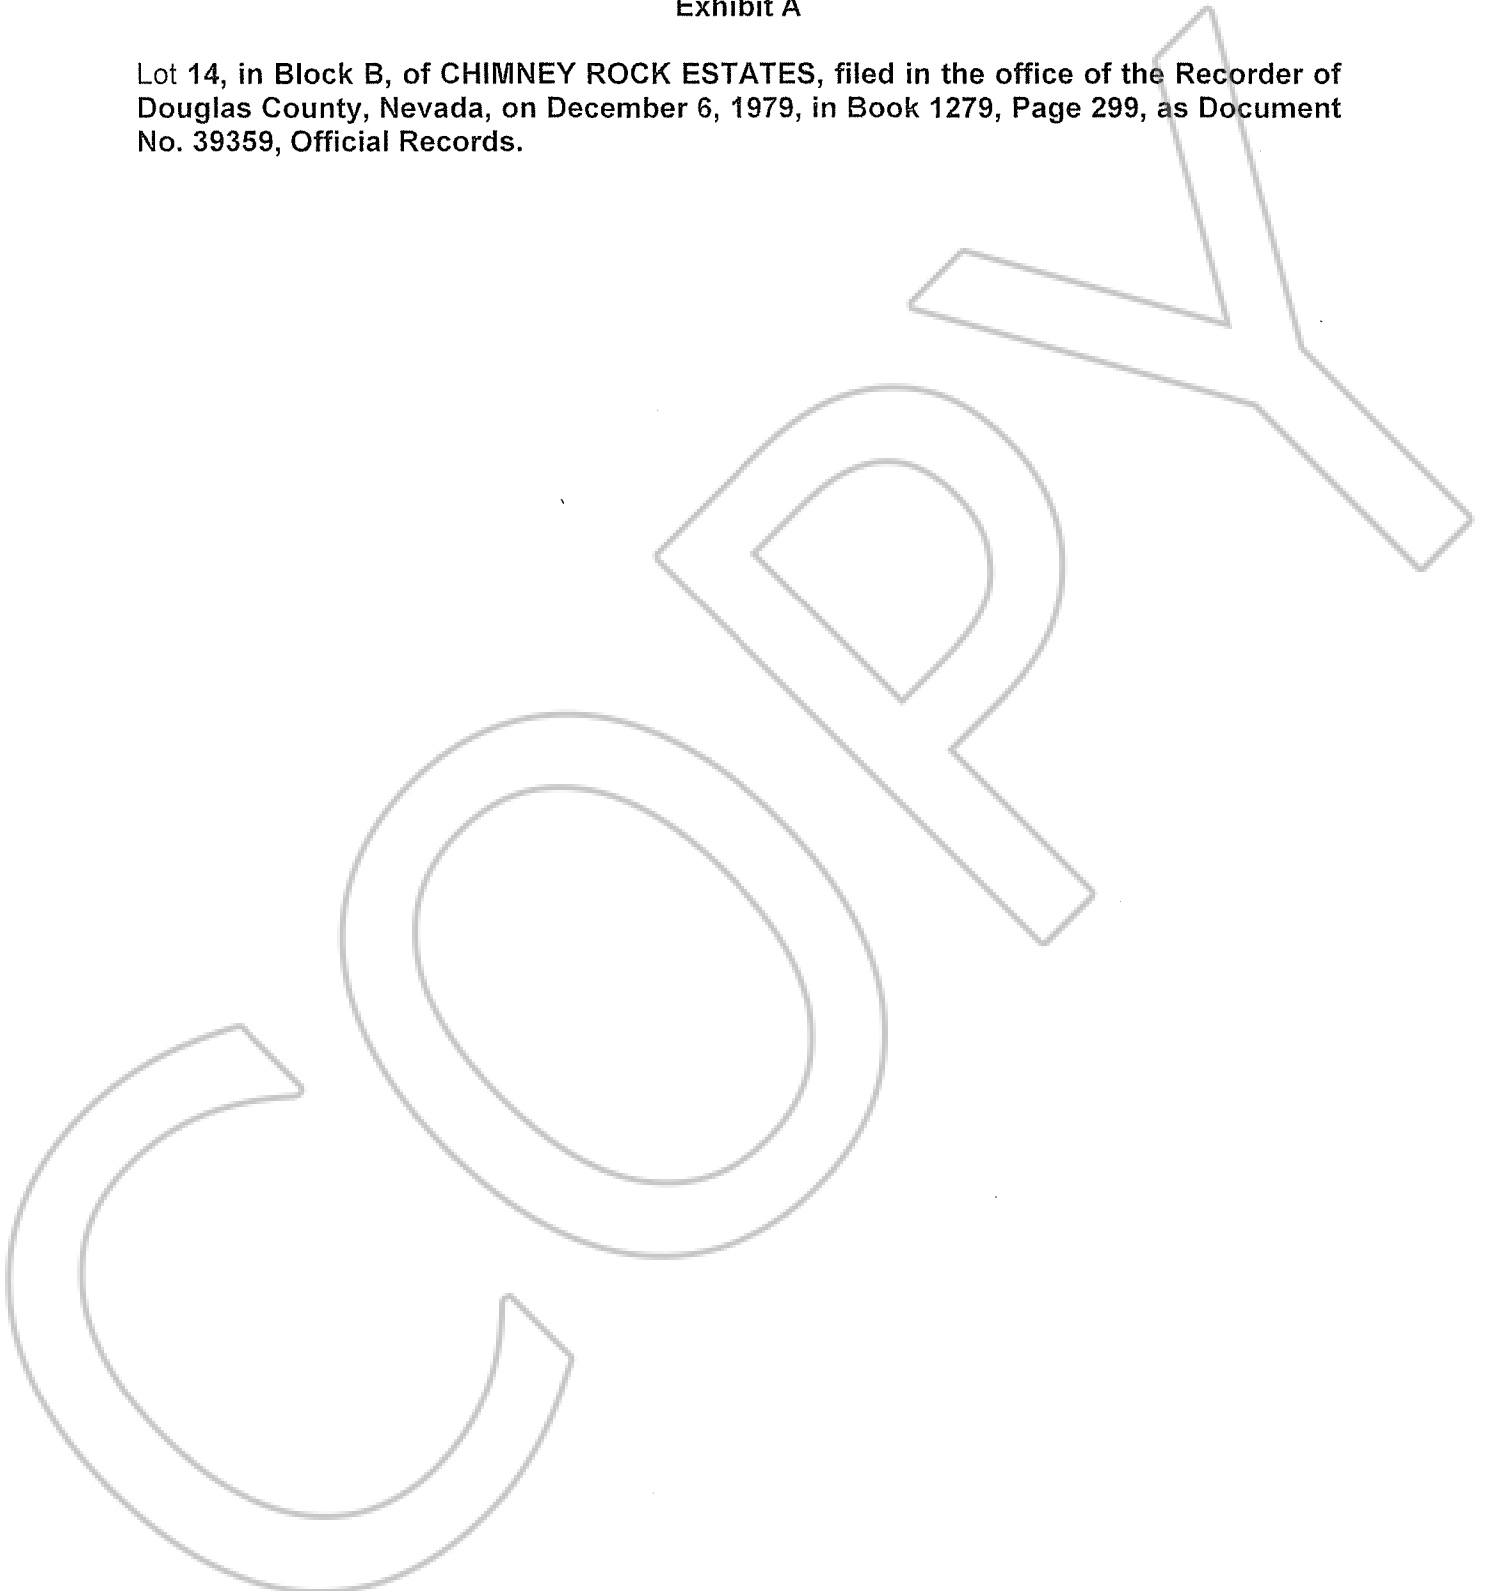 Exhibit A
Lot 14, in Block B, of CHIMNEY ROCK ESTATES, filed in the office of the Recorder of
Douglas County, Nevada, on December 6, 1979, in Book 1279, Page 299, as Document
No. 39359, Official Records.
COPY